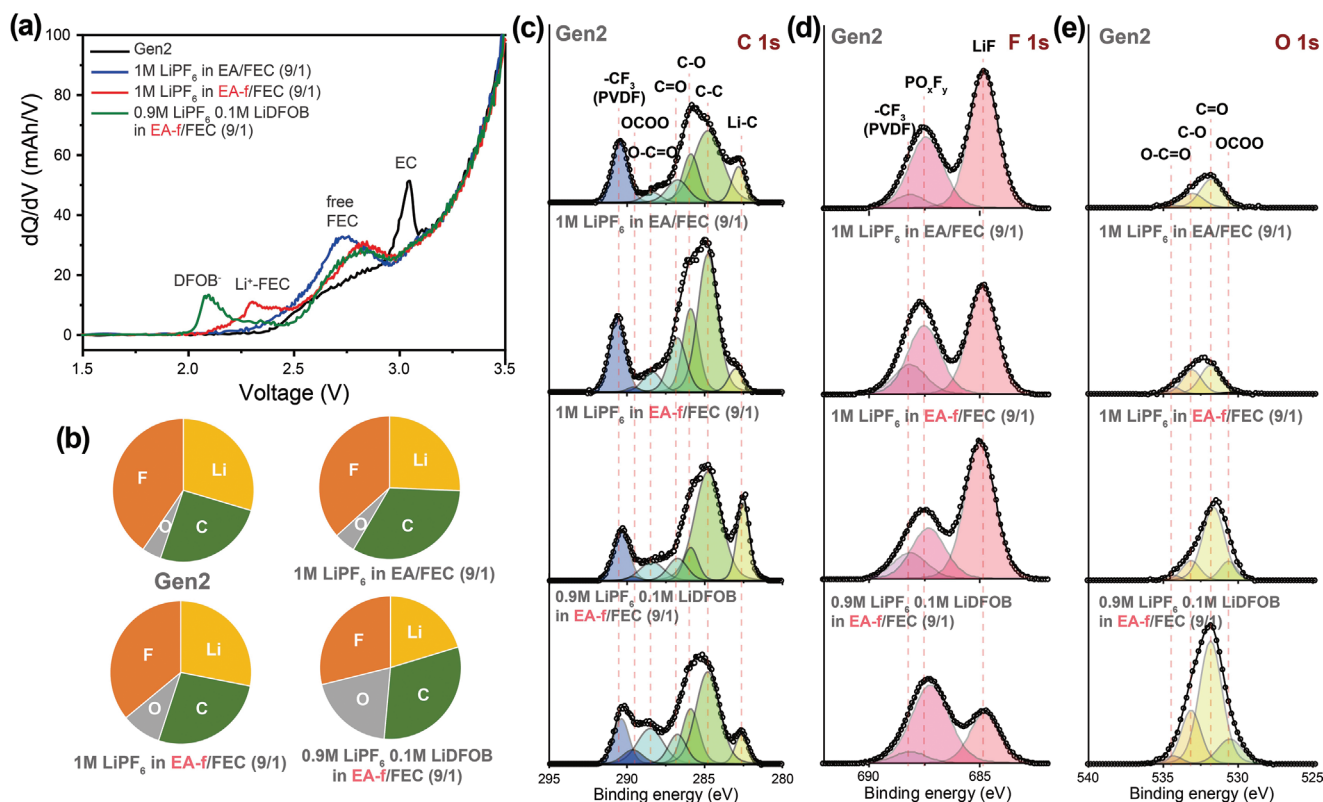 (a)
100
80
60
40
20
0
dQ/dV (mAh/V)
1.5
2.0
2.5
3.0
3.5
Voltage (V)
Gen2
1M LiPF6 in EA/FEC (9/1)
1M LiPF6 in EA-f/FEC (9/1)
0.9M LiPF6 0.1M LiDFOB
in EA-f/FEC (9/1)
EC
free
FEC
DFOB-
Li+-FEC
(b)
F
Li
O
C
Gen2
F
Li
O
C
1M LiPF6 in EA/FEC (9/1)
F
Li
O
C
1M LiPF6 in EA-f/FEC (9/1)
F
Li
O
C
0.9M LiPF6 0.1M LiDFOB
in EA-f/FEC (9/1)
(c)
Gen2
C 1s
-CF3
(PVDF)
OCOO
O-C=O
C=O
C-O
C-C
Li-C
1M LiPF6 in EA/FEC (9/1)
1M LiPF6 in EA-f/FEC (9/1)
0.9M LiPF6 0.1M LiDFOB
in EA-f/FEC (9/1)
295
290
285
280
Binding energy (eV)
(d)
Gen2
F 1s
-CF3
(PVDF)
POxFy
LiF
1M LiPF6 in EA/FEC (9/1)
1M LiPF6 in EA-f/FEC (9/1)
0.9M LiPF6 0.1M LiDFOB
in EA-f/FEC (9/1)
690
685
Binding energy (eV)
(e)
Gen2
O 1s
O-C=O
C-O
C=O
OCOO
1M LiPF6 in EA/FEC (9/1)
1M LiPF6 in EA-f/FEC (9/1)
0.9M LiPF6 0.1M LiDFOB
in EA-f/FEC (9/1)
540
535
530
525
Binding energy (eV)